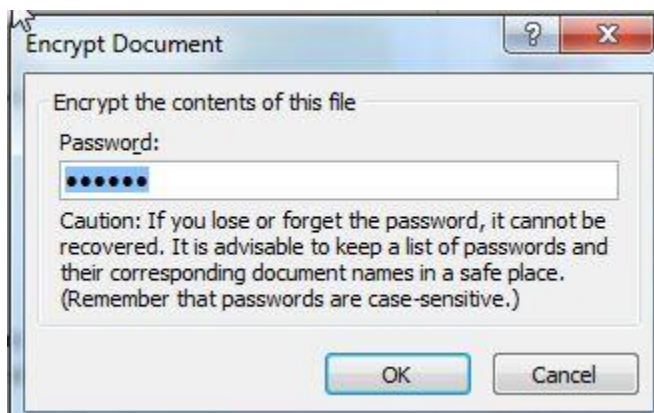 Encrypt Document
Encrypt the contents of this file
Password:
••••••
Caution: If you lose or forget the password, it cannot be
recovered. It is advisable to keep a list of passwords and
their corresponding document names in a safe place.
(Remember that passwords are case-sensitive.)
OK Cancel